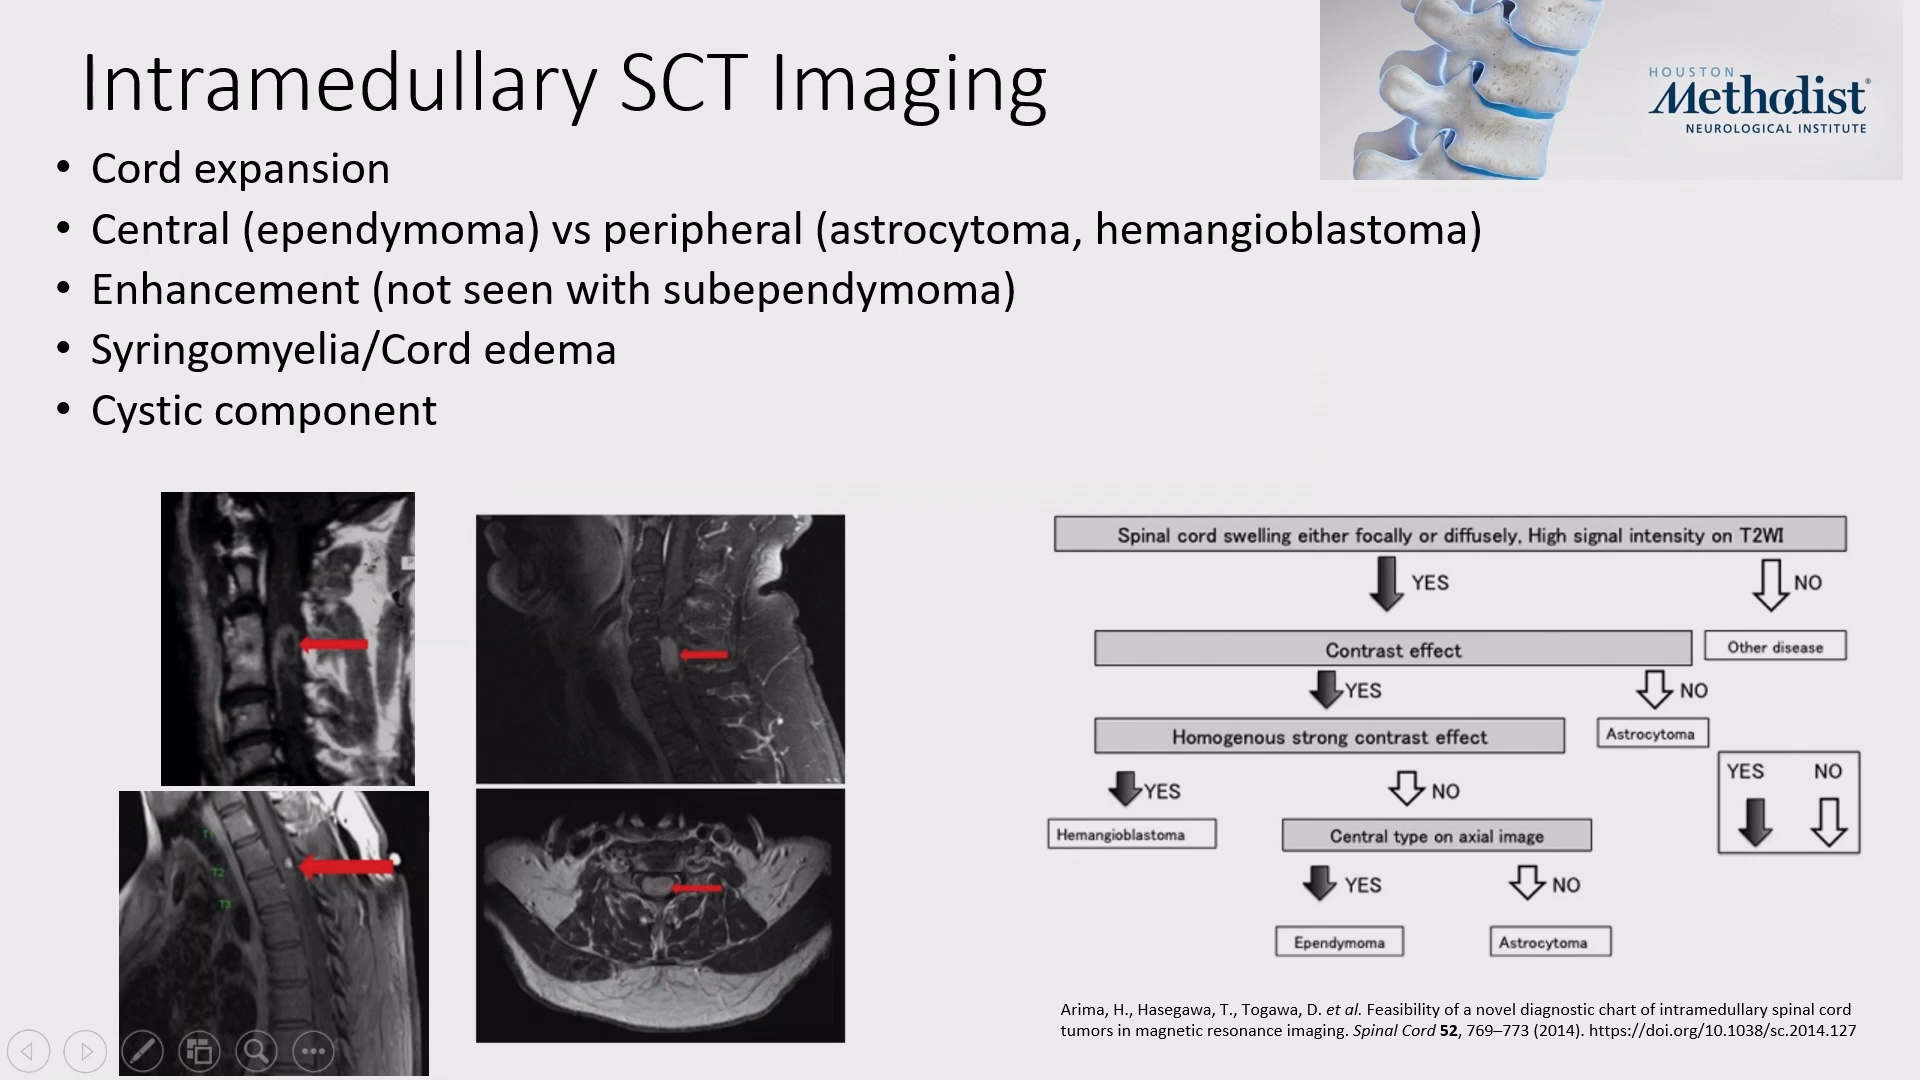 Intramedullary SCT Imaging
HOUSTON
Methodist®
NEUROLOGICAL INSTITUTE
• Cord expansion
• Central (ependymoma) vs peripheral (astrocytoma, hemangioblastoma)
• Enhancement (not seen with subependymoma)
• Syringomyelia/Cord edema
• Cystic component
T1
T2
T3
Spinal cord swelling either focally or diffusely, High signal intensity on T2WI
YES
NO
Contrast effect
Other disease
YES
NO
Homogenous strong contrast effect
Astrocytoma
YES NO
YES
NO
Hemangioblastoma
Central type on axial image
YES
NO
Ependymoma
Astrocytoma
Arima, H., Hasegawa, T., Togawa, D. et al. Feasibility of a novel diagnostic chart of intramedullary spinal cord
tumors in magnetic resonance imaging. Spinal Cord 52, 769–773 (2014). https://doi.org/10.1038/sc.2014.127